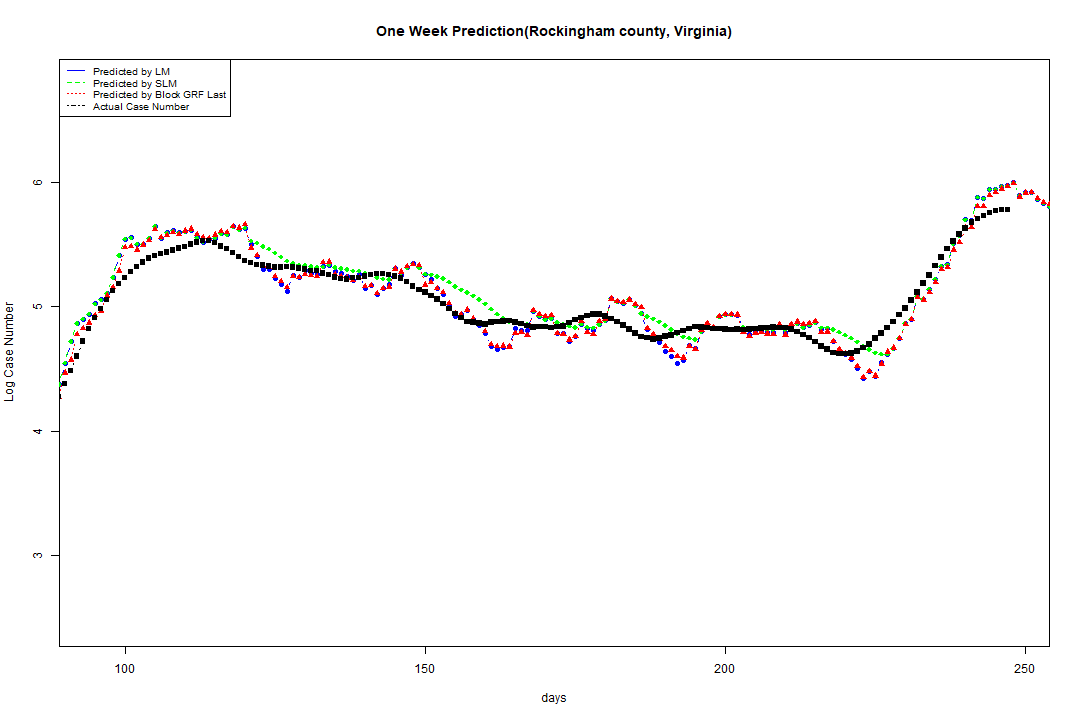 One Week Prediction(Rockingham county, Virginia)
Predicted by LM
Predicted by SLM
Predicted by Block GRF Last
Actual Case Number
6
5
4
3
Log Case Number
100 150 200 250
days